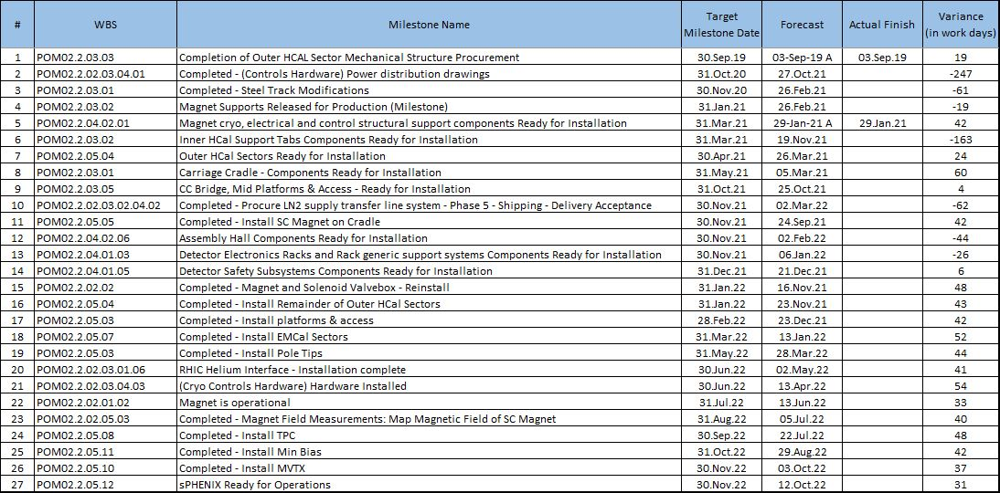 # WBS Milestone Name Target Milestone Date Forecast Actual Finish Variance (in work days)
1 POM02.2.03.03 Completion of Outer HCAL Sector Mechanical Structure Procurement 30.Sep.19 03-Sep-19 A 03.Sep.19 19
2 POM02.2.02.03.04.01 Completed - (Controls Hardware) Power distribution drawings 31.Oct.20 27.Oct.21 -247
3 POM02.2.03.01 Completed - Steel Track Modifications 30.Nov.20 26.Feb.21 -61
4 POM02.2.03.02 Magnet Supports Released for Production (Milestone) 31.Jan.21 26.Feb.21 -19
5 POM02.2.04.02.01 Magnet cryo, electrical and control structural support components Ready for Installation 31.Mar.21 29-Jan-21 A 29.Jan.21 42
6 POM02.2.03.02 Inner HCal Support Tabs Components Ready for Installation 31.Mar.21 19.Nov.21 -163
7 POM02.2.05.04 Outer HCal Sectors Ready for Installation 30.Apr.21 26.Mar.21 24
8 POM02.2.03.01 Carriage Cradle - Components Ready for Installation 31.May.21 05.Mar.21 60
9 POM02.2.03.05 CC Bridge, Mid Platforms & Access - Ready for Installation 31.Oct.21 25.Oct.21 4
10 POM02.2.02.03.02.04.02 Completed - Procure LN2 supply transfer line system - Phase 5 - Shipping - Delivery Acceptance 30.Nov.21 02.Mar.22 -62
11 POM02.2.05.05 Completed - Install SC Magnet on Cradle 30.Nov.21 24.Sep.21 42
12 POM02.2.04.02.06 Assembly Hall Components Ready for Installation 30.Nov.21 02.Feb.22 -44
13 POM02.2.04.01.03 Detector Electronics Racks and Rack generic support systems Components Ready for Installation 30.Nov.21 06.Jan.22 -26
14 POM02.2.04.01.05 Detector Safety Subsystems Components Ready for Installation 31.Dec.21 21.Dec.21 6
15 POM02.2.02.02 Completed - Magnet and Solenoid Valvebox - Reinstall 31.Jan.22 16.Nov.21 48
16 POM02.2.05.04 Completed - Install Remainder of Outer HCal Sectors 31.Jan.22 23.Nov.21 43
17 POM02.2.05.03 Completed - Install platforms & access 28.Feb.22 23.Dec.21 42
18 POM02.2.05.07 Completed - Install EMCal Sectors 31.Mar.22 13.Jan.22 52
19 POM02.2.05.03 Completed - Install Pole Tips 31.May.22 28.Mar.22 44
20 POM02.2.02.03.01.06 RHIC Helium Interface - Installation complete 30.Jun.22 02.May.22 41
21 POM02.2.02.03.04.03 (Cryo Controls Hardware) Hardware Installed 30.Jun.22 13.Apr.22 54
22 POM02.2.02.01.02 Magnet is operational 31.Jul.22 13.Jun.22 33
23 POM02.2.02.05.03 Completed - Magnet Field Measurements: Map Magnetic Field of SC Magnet 31.Aug.22 05.Jul.22 40
24 POM02.2.05.08 Completed - Install TPC 30.Sep.22 22.Jul.22 48
25 POM02.2.05.11 Completed - Install Min Bias 31.Oct.22 29.Aug.22 42
26 POM02.2.05.10 Completed - Install MVTX 30.Nov.22 03.Oct.22 37
27 POM02.2.05.12 sPHENIX Ready for Operations 30.Nov.22 12.Oct.22 31